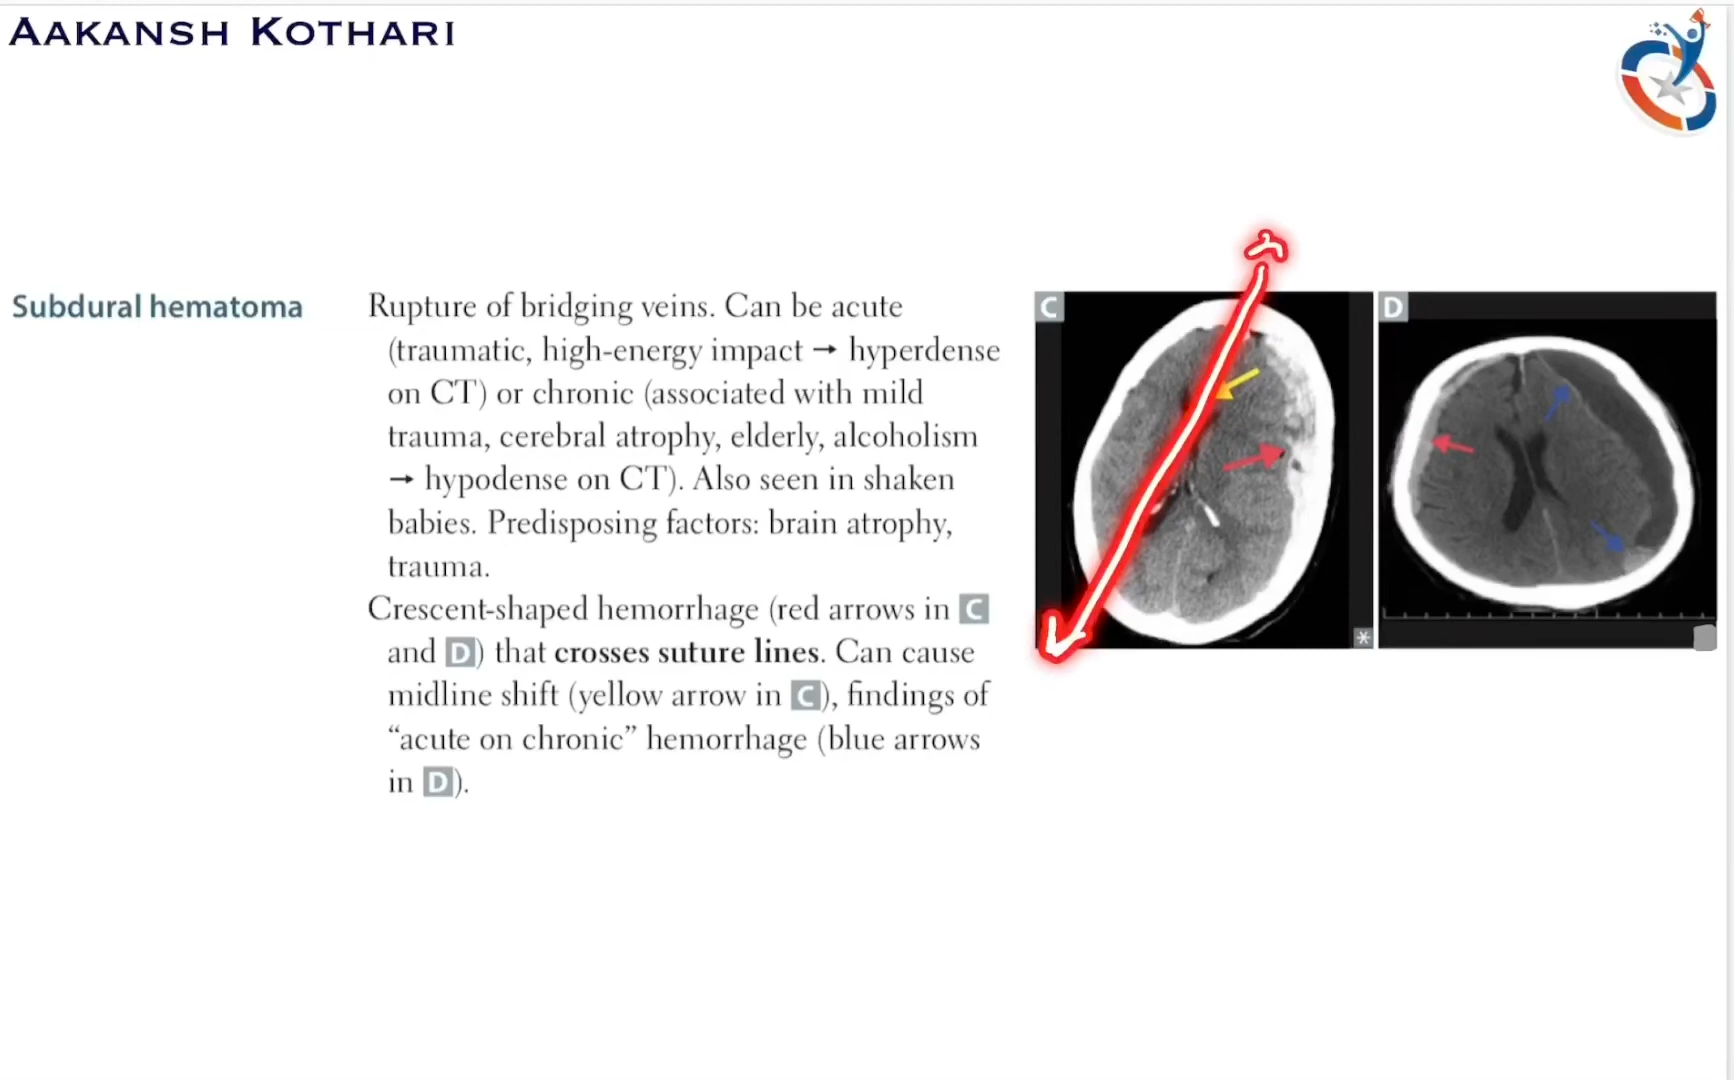 AAKANSH KOTHARI
Subdural hematoma
Rupture of bridging veins. Can be acute
(traumatic, high-energy impact → hyperdense
on CT) or chronic (associated with mild
trauma, cerebral atrophy, elderly, alcoholism
→ hypodense on CT). Also seen in shaken
babies. Predisposing factors: brain atrophy,
trauma.
Crescent-shaped hemorrhage (red arrows in C
and D) that crosses suture lines. Can cause
midline shift (yellow arrow in C), findings of
“acute on chronic” hemorrhage (blue arrows
in D).
C
D
*